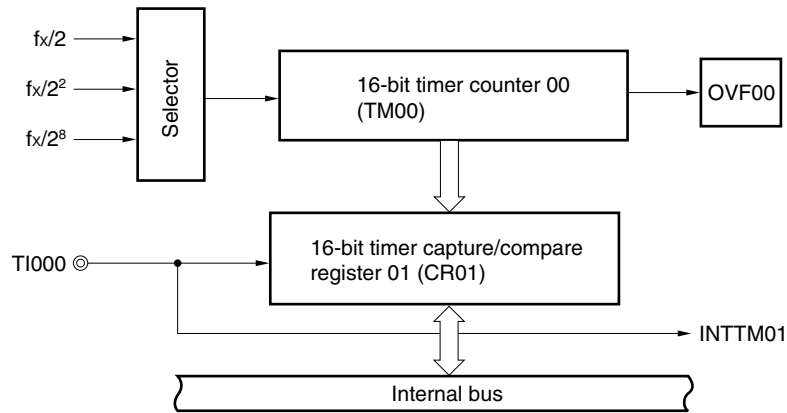 fx/2
fx/2²
fx/2⁸
Selector
16-bit timer counter 00
(TM00)
OVF00
TI000
16-bit timer capture/compare
register 01 (CR01)
INTTM01
Internal bus